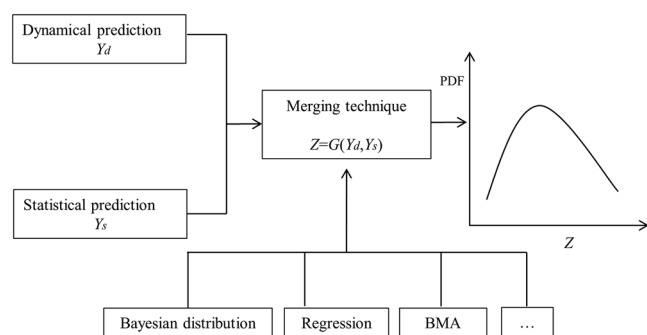 Dynamical prediction
Yd
Statistical prediction
Ys
Merging technique
Z=G(Yd,Ys)
PDF
Z
Bayesian distribution
Regression
BMA
…